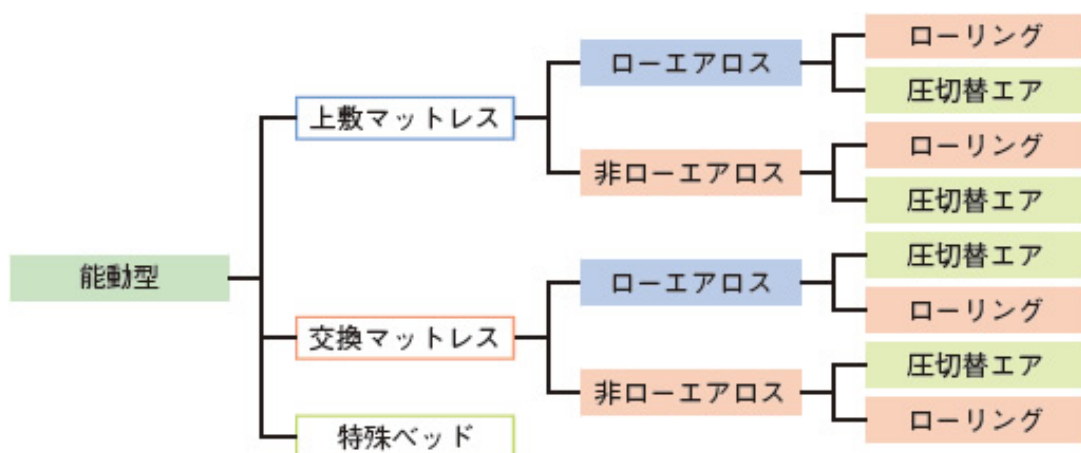 能動型
上敷マットレス
ローエアロス
ローリング
圧切替エア
非ローエアロス
ローリング
圧切替エア
交換マットレス
ローエアロス
圧切替エア
ローリング
非ローエアロス
圧切替エア
ローリング
特殊ベッド